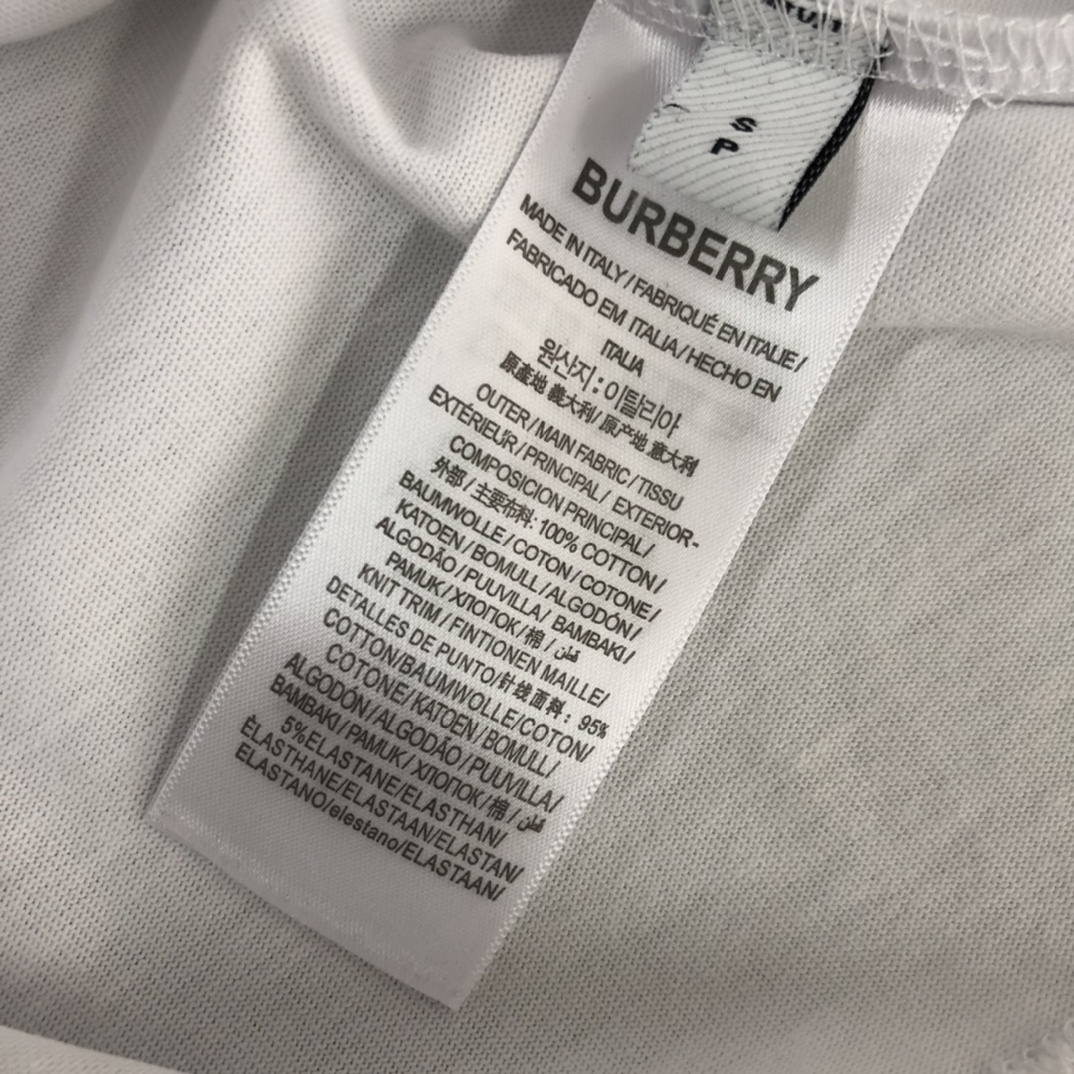 S
P
BURBERRY
MADE IN ITALY / FABRIQUÉ EN ITALIE /
FABRICADO EM ITALIA / HECHO EN
ITALIA
원산지:이탈리아
原產地 義大利/ 原产地 意大利
OUTER / MAIN FABRIC / TISSU
EXTÉRIEUR / PRINCIPAL / EXTERIOR-
COMPOSICION PRINCIPAL /
外部 / 主要布料: 100% COTTON /
BAUMWOLLE / COTON / COTONE /
KATOEN / BOMULL / ALGODÓN /
ALGODÃO / PUUVILLA / BAMBAKI /
PAMUK / ХЛОПОК / 棉 / قطن
KNIT TRIM / FINTIONEN MAILLE/
DETALLES DE PUNTO/针线面料: 95%
COTTON/BAUMWOLLE/COTON/
COTONE/ KATOEN / BOMULL/
ALGODÓN / ALGODÃO / PUUVILLA /
BAMBAKI / PAMUK / ХЛОПОК / 棉 / قطن
5%ELASTANE/ELASTHAN/
ÈLASTHANE/ELASTAAN/ELASTAN/
ELASTANO/elestano/ELASTAAN/